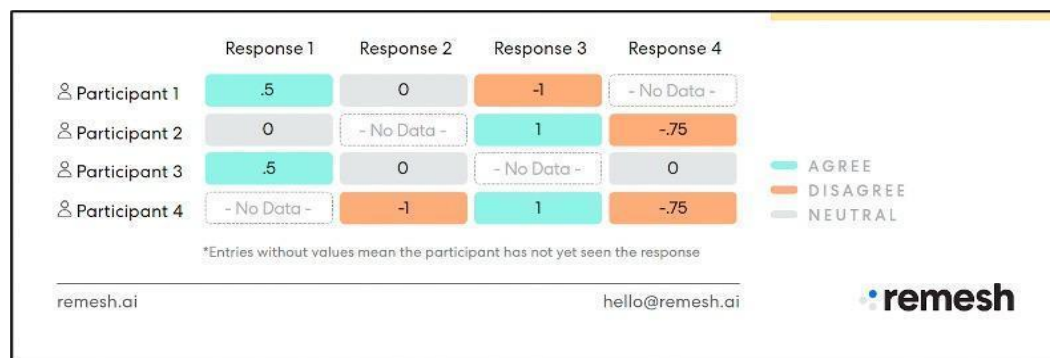 Response 1 Response 2 Response 3 Response 4
Participant 1 .5 0 -1 - No Data -
Participant 2 0 - No Data - 1 -.75
Participant 3 .5 0 - No Data - 0
Participant 4 - No Data - -1 1 -.75
AGREE
DISAGREE
NEUTRAL
*Entries without values mean the participant has not yet seen the response
remesh.ai hello@remesh.ai remesh